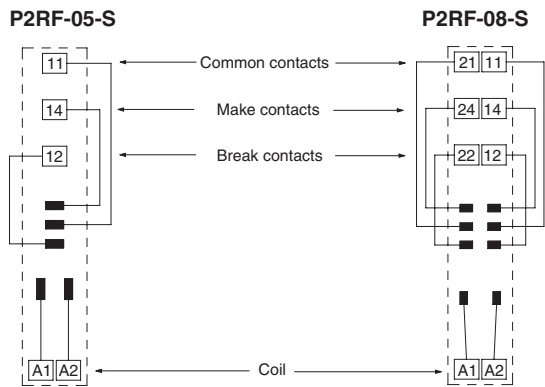 P2RF-05-S P2RF-08-S
11 Common contacts 21 11
14 Make contacts 24 14
12 Break contacts 22 12
A1 A2 Coil A1 A2